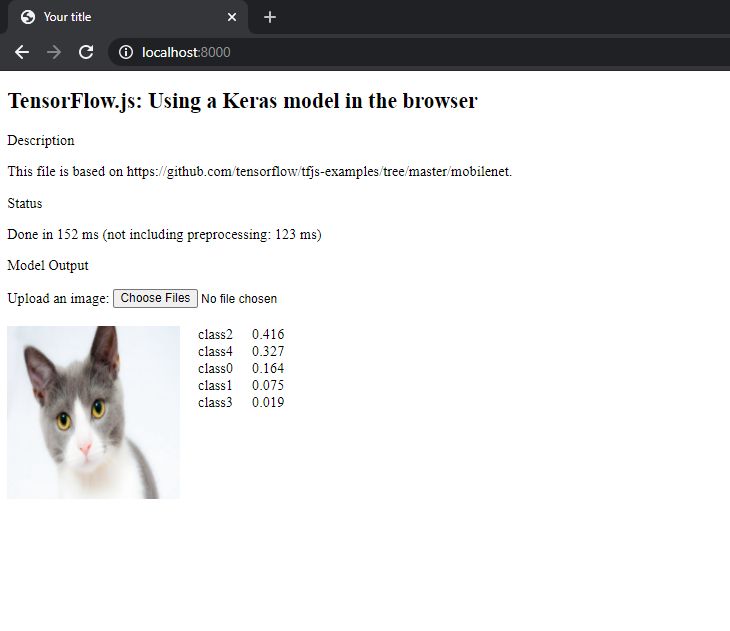 Your title
localhost:8000
TensorFlow.js: Using a Keras model in the browser
Description
This file is based on https://github.com/tensorflow/tfjs-examples/tree/master/mobilenet.
Status
Done in 152 ms (not including preprocessing: 123 ms)
Model Output
Upload an image: Choose Files No file chosen
class2 0.416
class4 0.327
class0 0.164
class1 0.075
class3 0.019